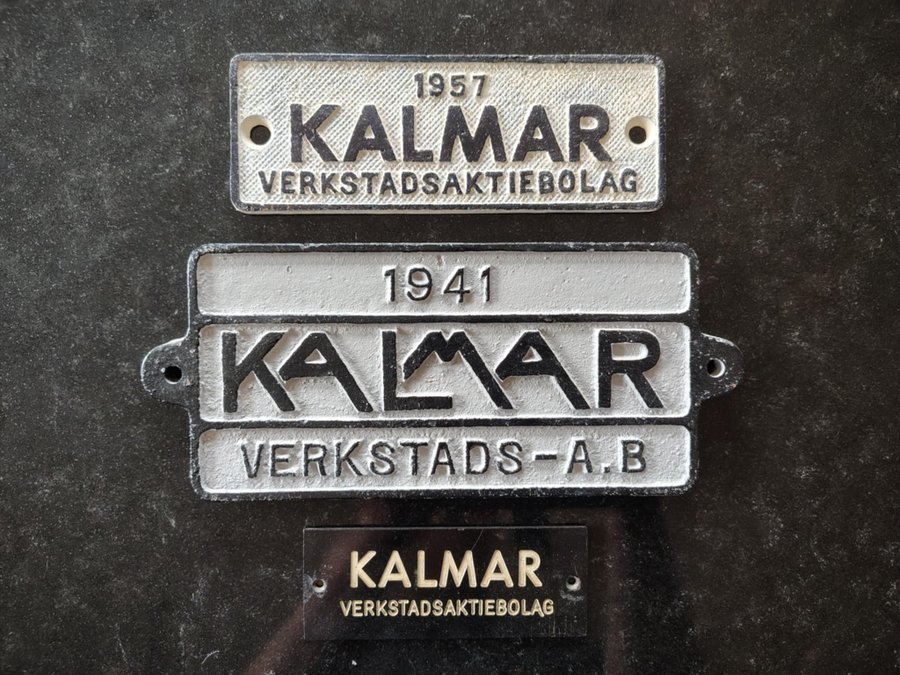 1957
KALMAR
VERKSTADSAKTIEBOLAG
1941
KALMAR
VERKSTADS-A.B
KALMAR
VERKSTADSAKTIEBOLAG